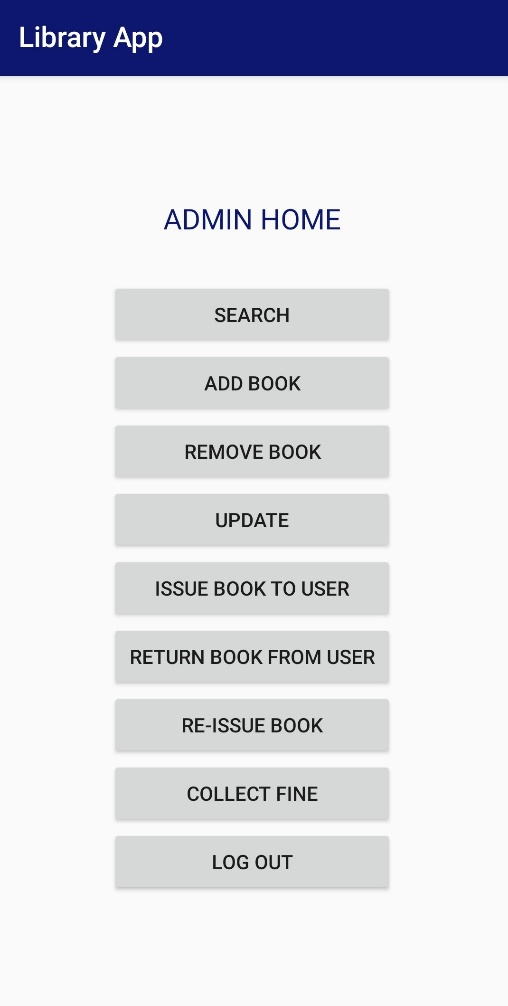 Library App
ADMIN HOME
SEARCH
ADD BOOK
REMOVE BOOK
UPDATE
ISSUE BOOK TO USER
RETURN BOOK FROM USER
RE-ISSUE BOOK
COLLECT FINE
LOG OUT